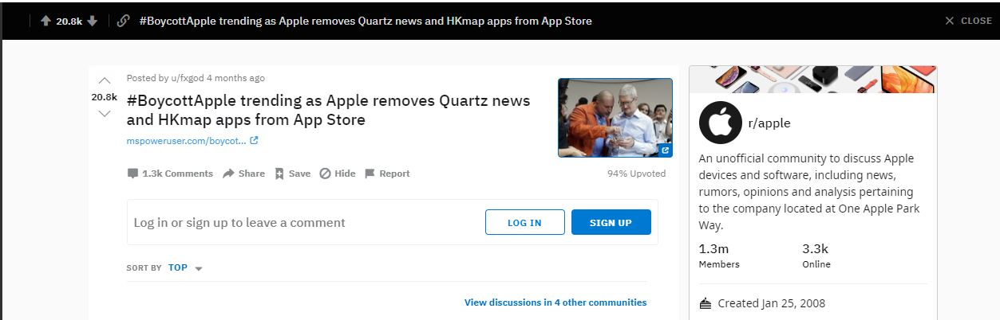 20.8k #BoycottApple trending as Apple removes Quartz news and HKmap apps from App Store CLOSE
Posted by u/fxgod 4 months ago
20.8k
#BoycottApple trending as Apple removes Quartz news
and HKmap apps from App Store
mspoweruser.com/boycot...
1.3k Comments Share Save Hide Report 94% Upvoted
Log in or sign up to leave a comment LOG IN SIGN UP
SORT BY TOP
View discussions in 4 other communities
r/apple
An unofficial community to discuss Apple
devices and software, including news,
rumors, opinions and analysis pertaining
to the company located at One Apple Park
Way.
1.3m 3.3k
Members Online
Created Jan 25, 2008